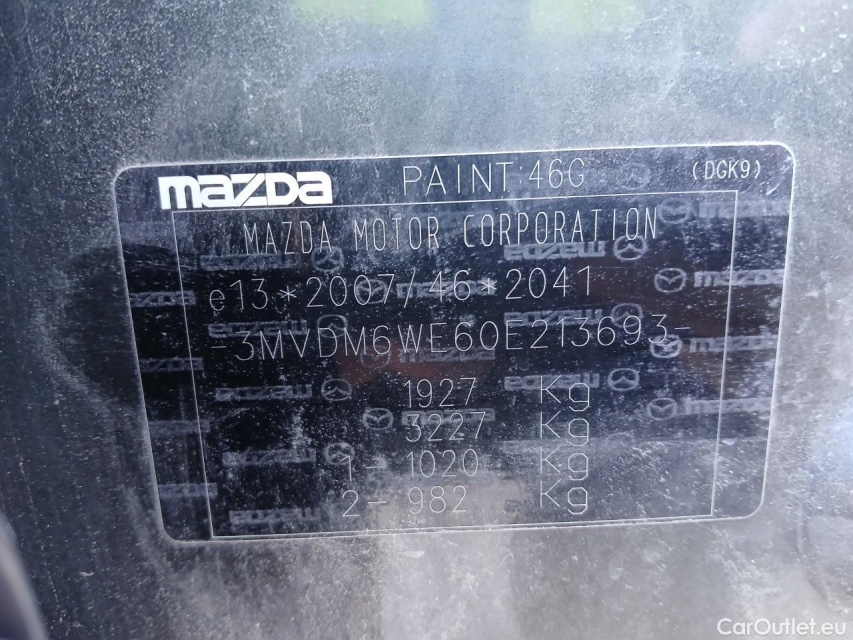 mazda PAINT:46G (DGK9)
MAZDA MOTOR CORPORATION
e13*2007/46*2041
-3MVDM6WE60E213693-
1927 Kg
3227 Kg
1- 1020 Kg
2- 982 Kg
CarOutlet.eu